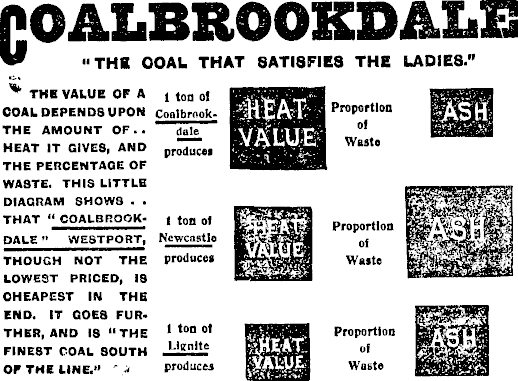 COALBROOKDALE
"THE COAL THAT SATISFIES THE LADIES."
THE VALUE OF A
COAL DEPENDS UPON
THE AMOUNT OF . .
HEAT IT GIVES, AND
THE PERCENTAGE OF
WASTE. THIS LITTLE
DIAGRAM SHOWS . .
THAT "COALBROOK-
DALE" WESTPORT,
THOUGH NOT THE
LOWEST PRICED, IS
CHEAPEST IN THE
END. IT GOES FUR-
THER, AND IS "THE
FINEST COAL SOUTH
OF THE LINE."
1 ton of
Coalbrook-
dale
produces
HEAT
VALUE
Proportion
of
Waste
ASH
1 ton of
Newcastle
produces
HEAT
VALUE
Proportion
of
Waste
ASH
1 ton of
Lignite
produces
HEAT
VALUE
Proportion
of
Waste
ASH